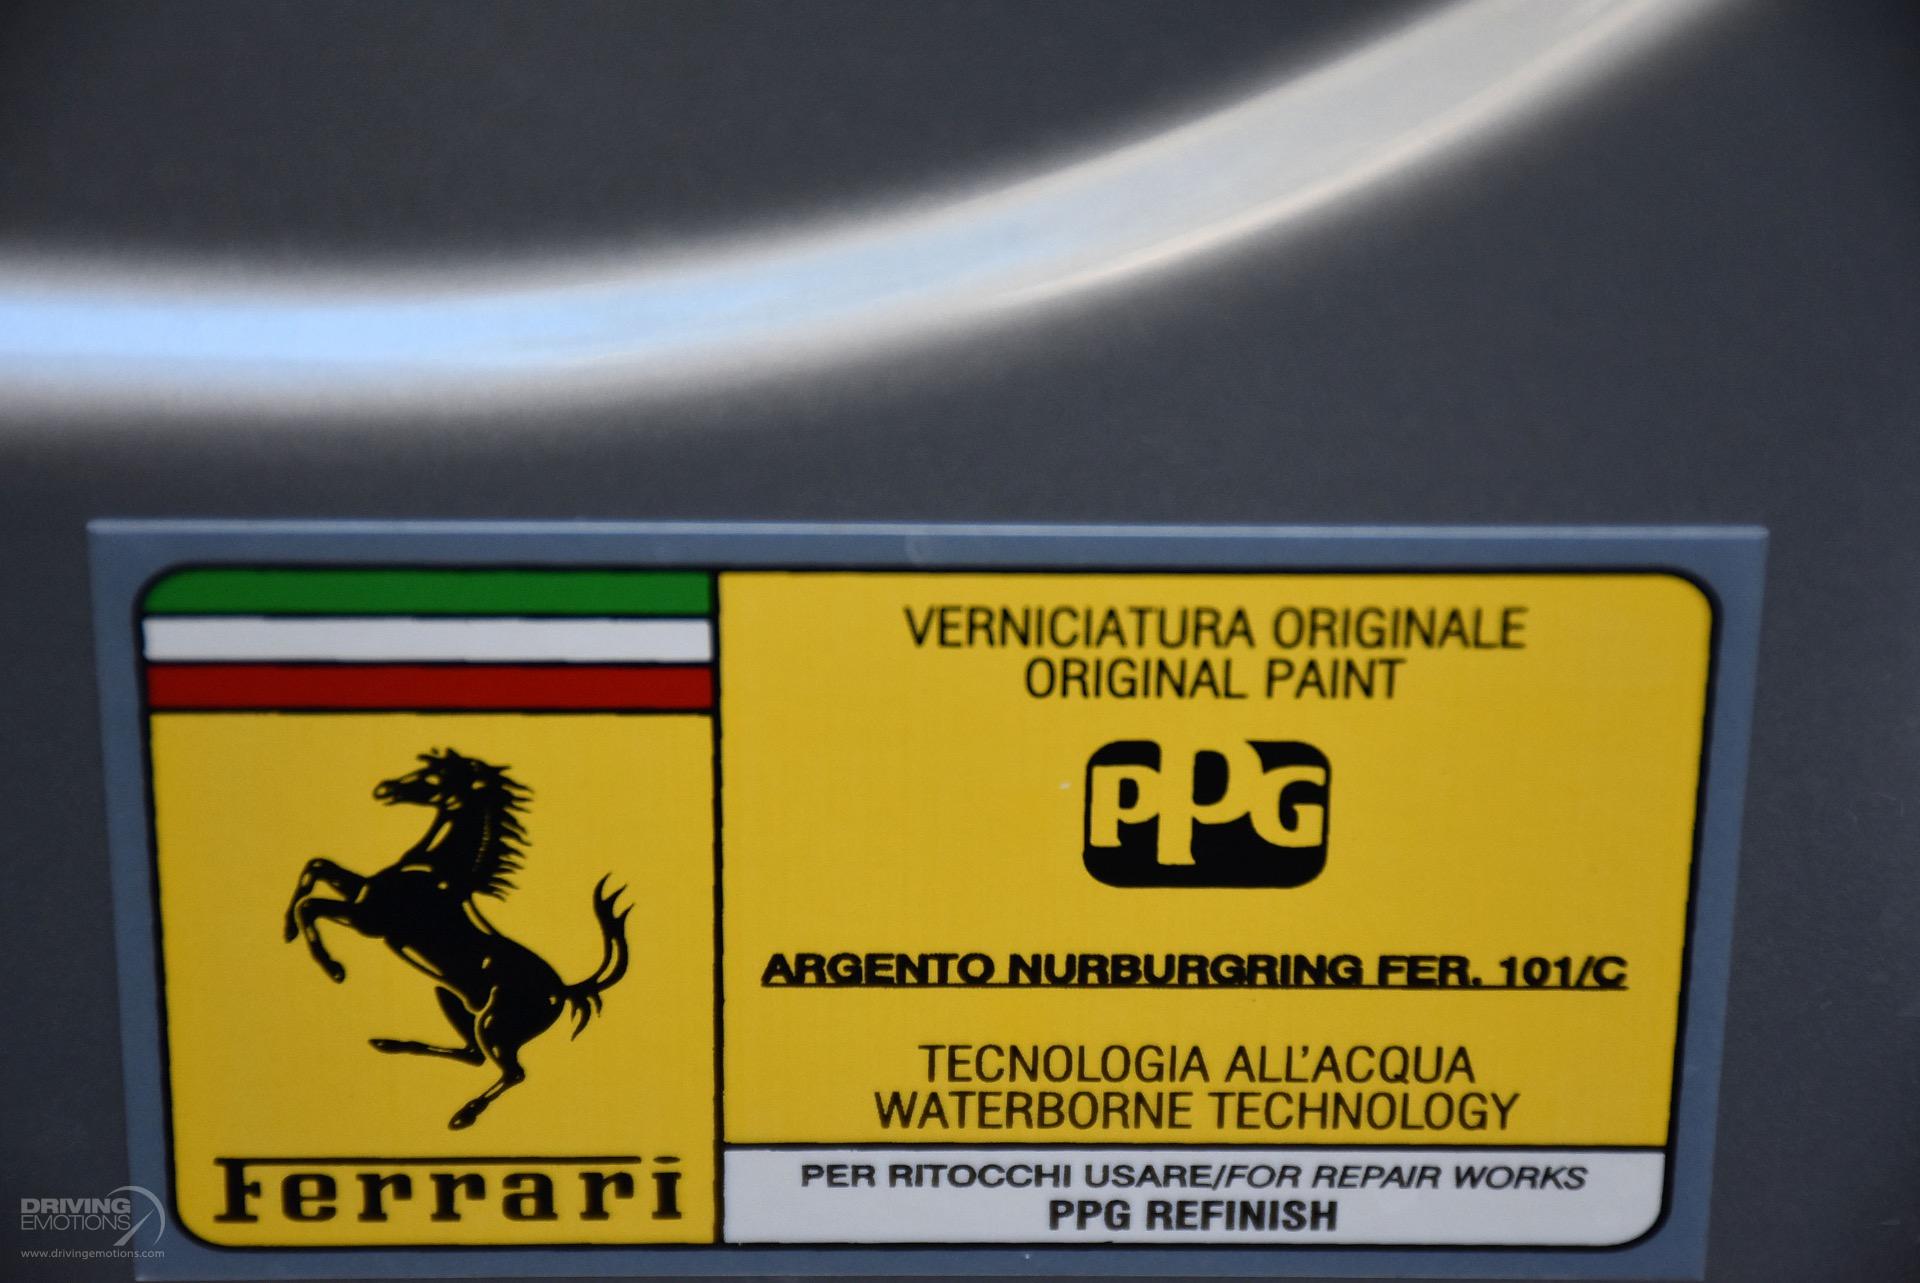 VERNICIATURA ORIGINALE
ORIGINAL PAINT
PPG
ARGENTO NURBURGRING FER. 101/C
TECNOLOGIA ALL'ACQUA
WATERBORNE TECHNOLOGY
PER RITOCCHI USARE/FOR REPAIR WORKS
PPG REFINISH
Ferrari
DRIVING
EMOTIONS
www.drivingemotions.com